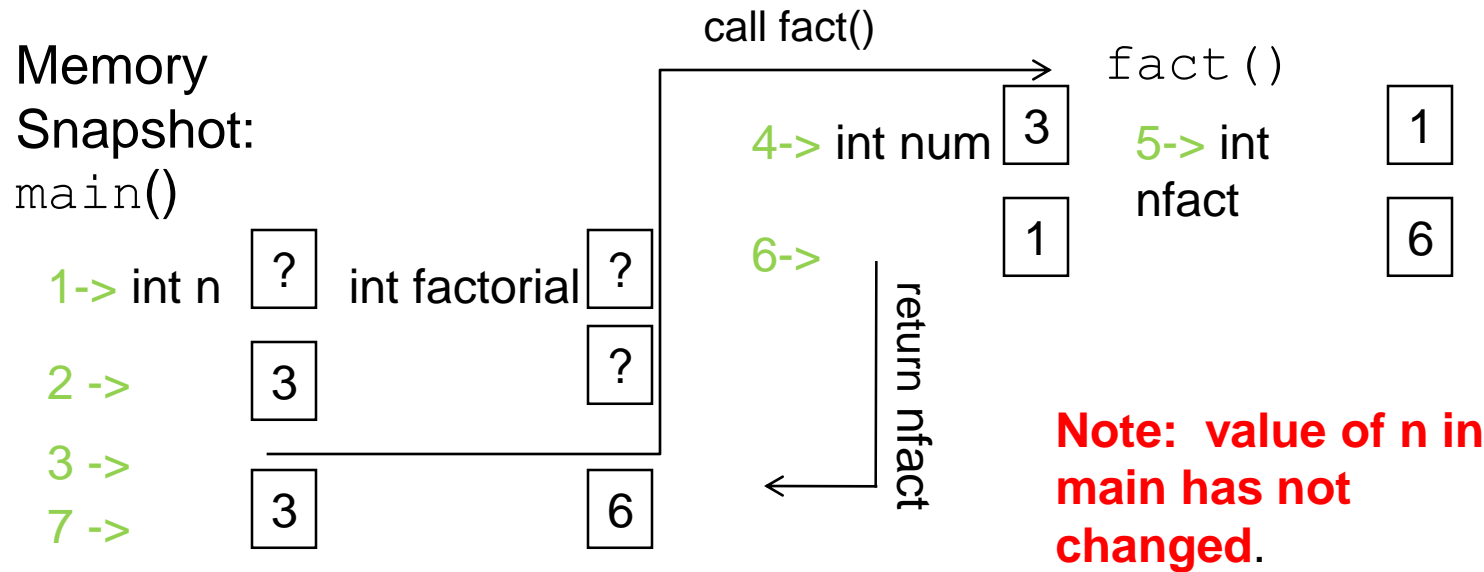 call fact()
Memory
Snapshot:
main()
fact()
4-> int num 3 5-> int 1
nfact
6-> 1 6
1-> int n ? int factorial ?
2 -> 3 ?
3 ->
7 -> 3 6
return nfact
Note: value of n in
main has not
changed.